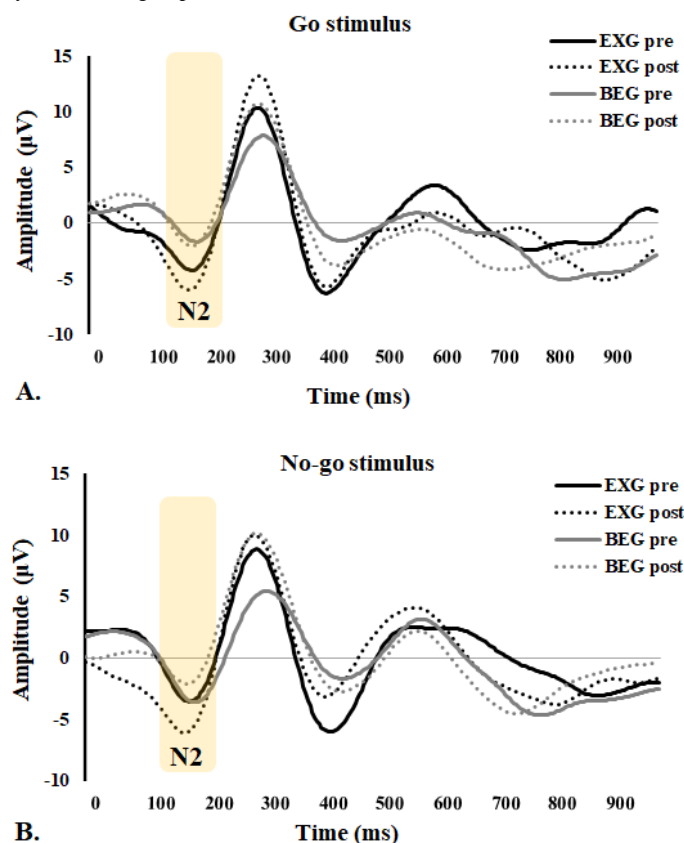 Go stimulus
EXG pre
EXG post
BEG pre
BEG post
Amplitude (µV)
15
10
5
0
-5
-10
N2
0 100 200 300 400 500 600 700 800 900
A.
Time (ms)
No-go stimulus
EXG pre
EXG post
BEG pre
BEG post
Amplitude (µV)
15
10
5
0
-5
-10
N2
0 100 200 300 400 500 600 700 800 900
B.
Time (ms)